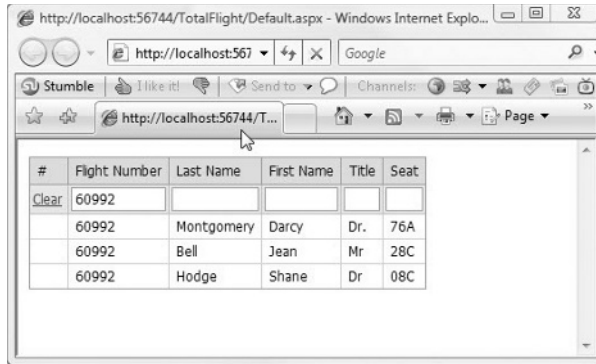 http://localhost:56744/TotalFlight/Default.aspx - Windows Internet Explo...
http://localhost:567 Google
Stumble I like it! Send to Channels:
http://localhost:56744/T... Page
# Flight Number Last Name First Name Title Seat
Clear 60992
60992 Montgomery Darcy Dr. 76A
60992 Bell Jean Mr 28C
60992 Hodge Shane Dr 08C